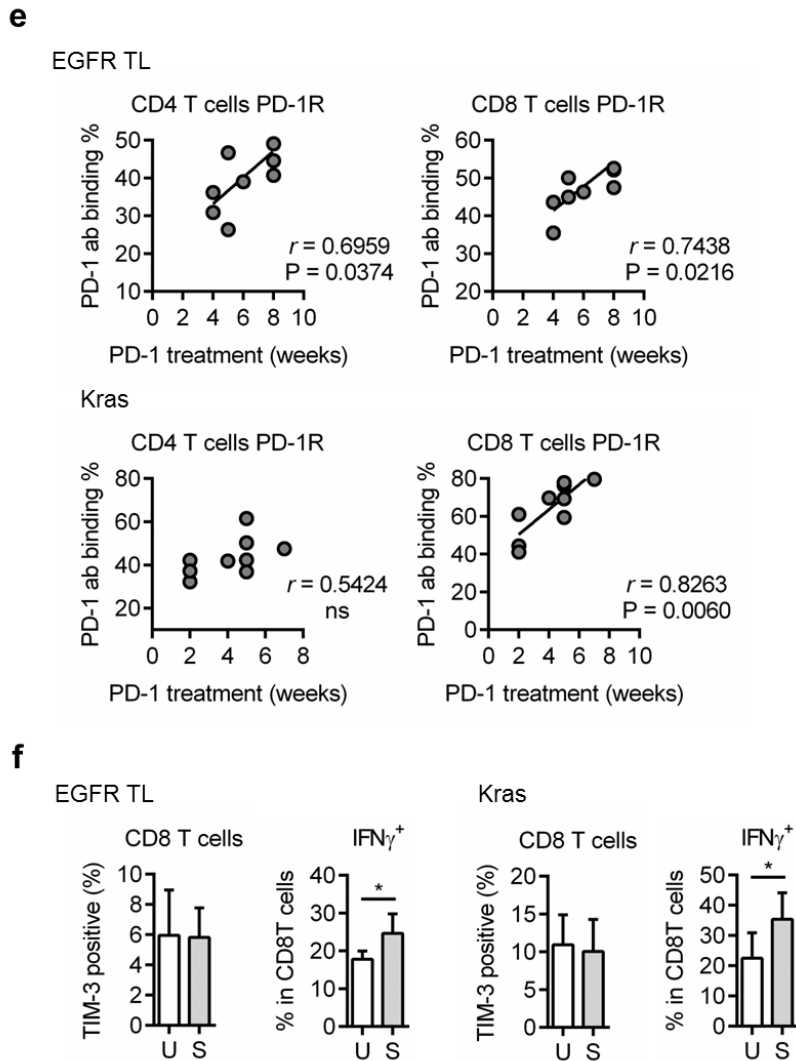 e
EGFR TL
CD4 T cells PD-1R
PD-1 ab binding %
50
40
30
20
10
0 2 4 6 8 10
r = 0.6959
P = 0.0374
PD-1 treatment (weeks)
CD8 T cells PD-1R
PD-1 ab binding %
60
50
40
30
20
0 2 4 6 8 10
r = 0.7438
P = 0.0216
PD-1 treatment (weeks)
Kras
CD4 T cells PD-1R
PD-1 ab binding %
80
60
40
20
0 2 4 6 8
r = 0.5424
ns
PD-1 treatment (weeks)
CD8 T cells PD-1R
PD-1 ab binding %
80
60
40
20
0
0 2 4 6 8 10
r = 0.8263
P = 0.0060
PD-1 treatment (weeks)
f
EGFR TL
CD8 T cells
TIM-3 positive (%)
10
8
6
4
2
0
U S
IFNγ+
% in CD8T cells
40
30
20
10
0
*
U S
Kras
CD8 T cells
TIM-3 positive (%)
20
15
10
5
0
U S
IFNγ+
% in CD8T cells
50
40
30
20
10
0
*
U S